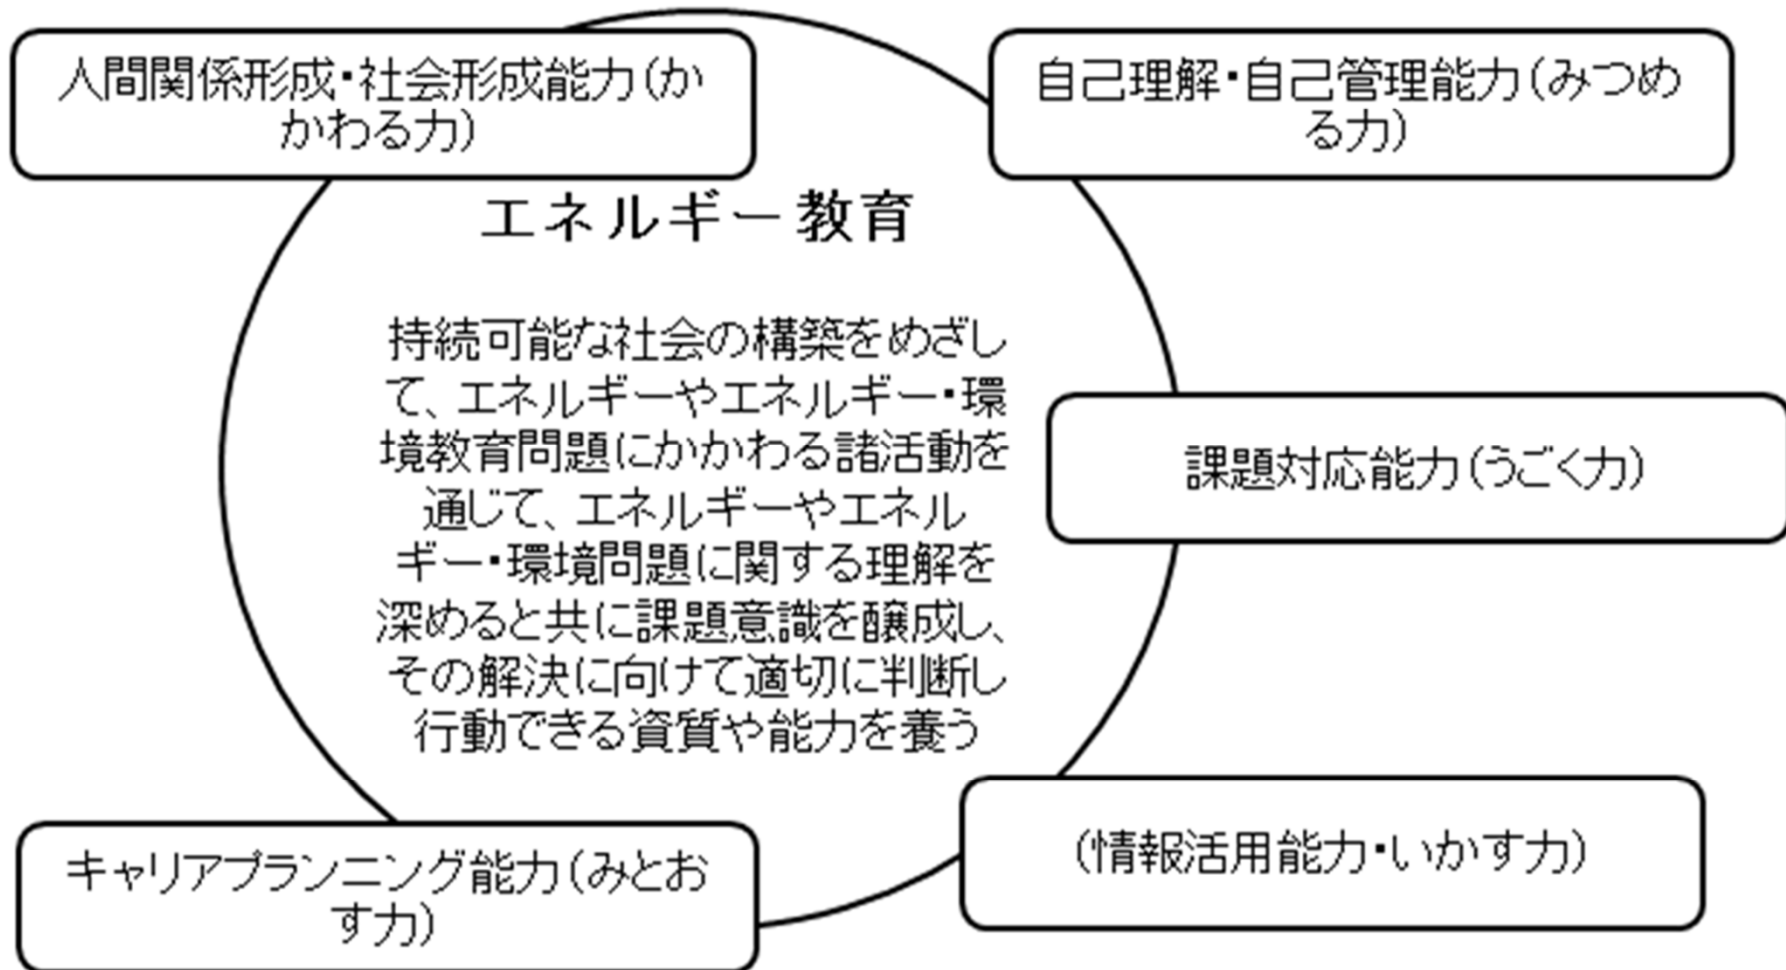 人間関係形成・社会形成能力(か
かわる力)
自己理解・自己管理能力(みつめ
る力)
エネルギー教育
持続可能な社会の構築をめざし
て、エネルギーやエネルギー・環
境教育問題にかかわる諸活動を
通じて、エネルギーやエネル
ギー・環境問題に関する理解を
深めると共に課題意識を醸成し、
その解決に向けて適切に判断し
行動できる資質や能力を養う
課題対応能力(うごく力)
(情報活用能力・いかす力)
キャリアプランニング能力(みとお
す力)